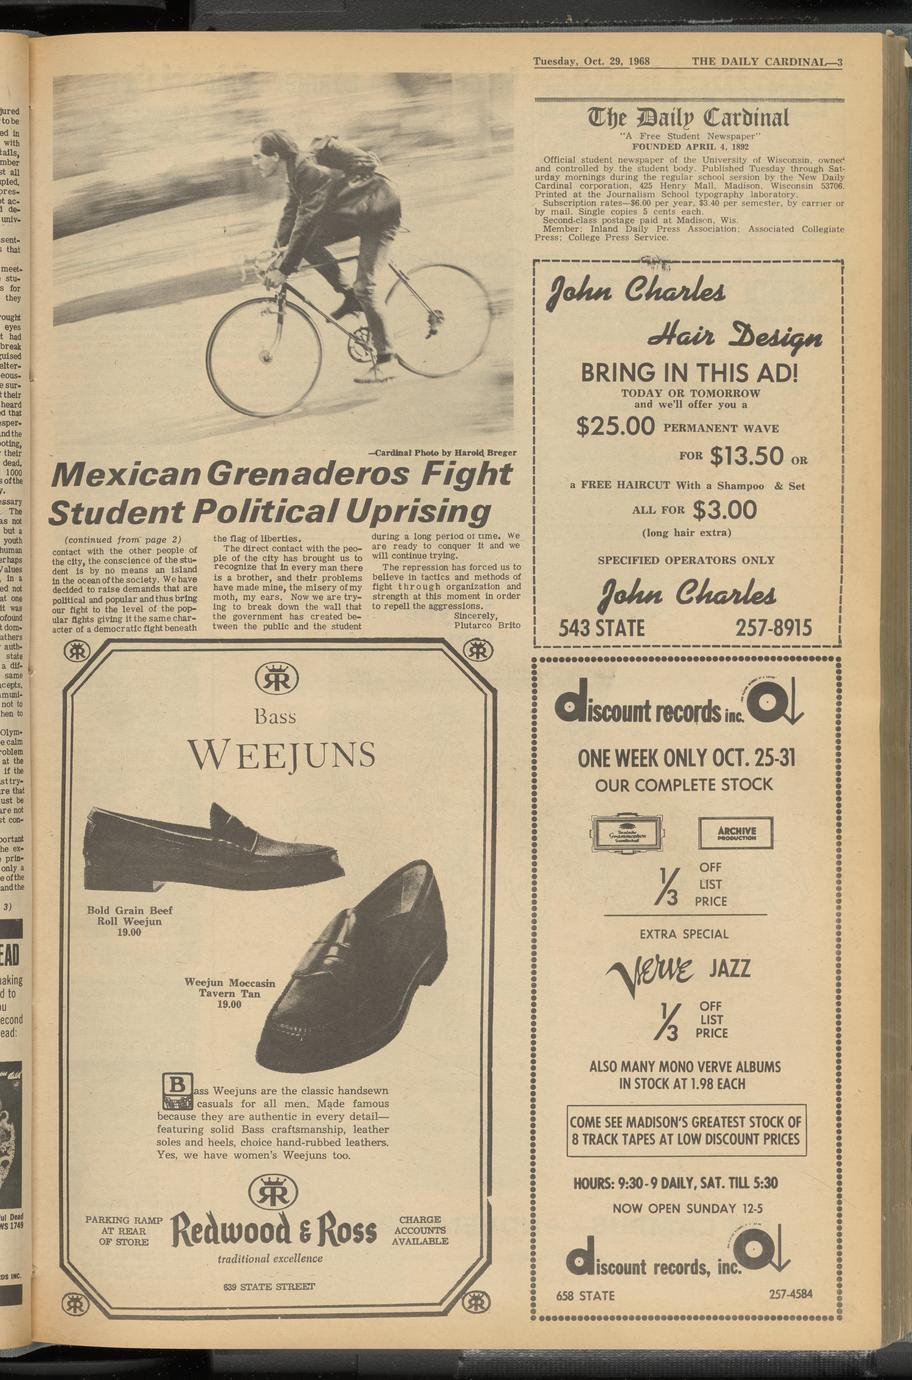 Tuesday, Oct. 29, 1968 THE DAILY CARDINAL—3
—Cardinal Photo by Harold Breger
Mexican Grenaderos Fight
Student Political Uprising
(continued from page 2)
contact with the other people of
the city, the conscience of the stu-
dent is by no means an island
in the ocean of the society. We have
decided to raise demands that are
political and popular and thus bring
our fight to the level of the pop-
ular fights giving it the same char-
acter of a democratic fight beneath
the flag of liberties.
The direct contact with the peo-
ple of the city has brought us to
recognize that in every man there
is a brother, and their problems
have made mine, the misery of my
moth, my ears. Now we are try-
ing to break down the wall that
the government has created be-
tween the public and the student
during a long period of time. We
are ready to conquer it and we
will continue trying.
The repression has forced us to
believe in tactics and methods of
fight through organization and
strength at this moment in order
to repell the aggressions.
Sincerely,
Plutarco Brito
The Daily Cardinal
"A Free Student Newspaper"
FOUNDED APRIL 4, 1892
Official student newspaper of the University of Wisconsin, owned
and controlled by the student body. Published Tuesday through Sat-
urday mornings during the regular school session by the New Daily
Cardinal corporation, 425 Henry Mall, Madison, Wisconsin 53706.
Printed at the Journalism School typography laboratory.
Subscription rates—$6.00 per year, $3.40 per semester, by carrier or
by mail. Single copies 5 cents each.
Second-class postage paid at Madison, Wis.
Member: Inland Daily Press Association; Associated Collegiate
Press; College Press Service.
John Charles
Hair Design
BRING IN THIS AD!
TODAY OR TOMORROW
and we'll offer you a
$25.00 PERMANENT WAVE
FOR $13.50 OR
a FREE HAIRCUT With a Shampoo & Set
ALL FOR $3.00
(long hair extra)
SPECIFIED OPERATORS ONLY
John Charles
543 STATE 257-8915
Bass
WEEJUNS
Bold Grain Beef
Roll Weejun
19.00
Weejun Moccasin
Tavern Tan
19.00
Bass Weejuns are the classic handsewn
casuals for all men. Made famous
because they are authentic in every detail—
featuring solid Bass craftsmanship, leather
soles and heels, choice hand-rubbed leathers.
Yes, we have women's Weejuns too.
PARKING RAMP
AT REAR
OF STORE
Redwood & Ross
traditional excellence
CHARGE
ACCOUNTS
AVAILABLE
639 STATE STREET
discount records inc.
ONE WEEK ONLY OCT. 25-31
OUR COMPLETE STOCK
Deutsche
Grammophon
Gesellschaft
ARCHIVE
PRODUCTION
1/3 OFF
LIST
PRICE
EXTRA SPECIAL
Verve JAZZ
1/3 OFF
LIST
PRICE
ALSO MANY MONO VERVE ALBUMS
IN STOCK AT 1.98 EACH
COME SEE MADISON'S GREATEST STOCK OF
8 TRACK TAPES AT LOW DISCOUNT PRICES
HOURS: 9:30-9 DAILY, SAT. TILL 5:30
NOW OPEN SUNDAY 12-5
discount records, inc.
658 STATE 257-4584